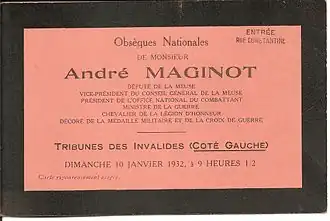 Obsèques Nationales
ENTRÉE
RUE CONSTANTINE
DE MONSIEUR
André MAGINOT
DÉPUTÉ DE LA MEUSE
VICE-PRÉSIDENT DU CONSEIL GÉNÉRAL DE LA MEUSE
PRÉSIDENT DE L'OFFICE NATIONAL DU COMBATTANT
MINISTRE DE LA GUERRE
CHEVALIER DE LA LÉGION D'HONNEUR
DÉCORÉ DE LA MÉDAILLE MILITAIRE ET DE LA CROIX DE GUERRE
TRIBUNES DES INVALIDES (COTÉ GAUCHE)
DIMANCHE 10 JANVIER 1932, à 9 HEURES 1/2
Carte rigoureusement